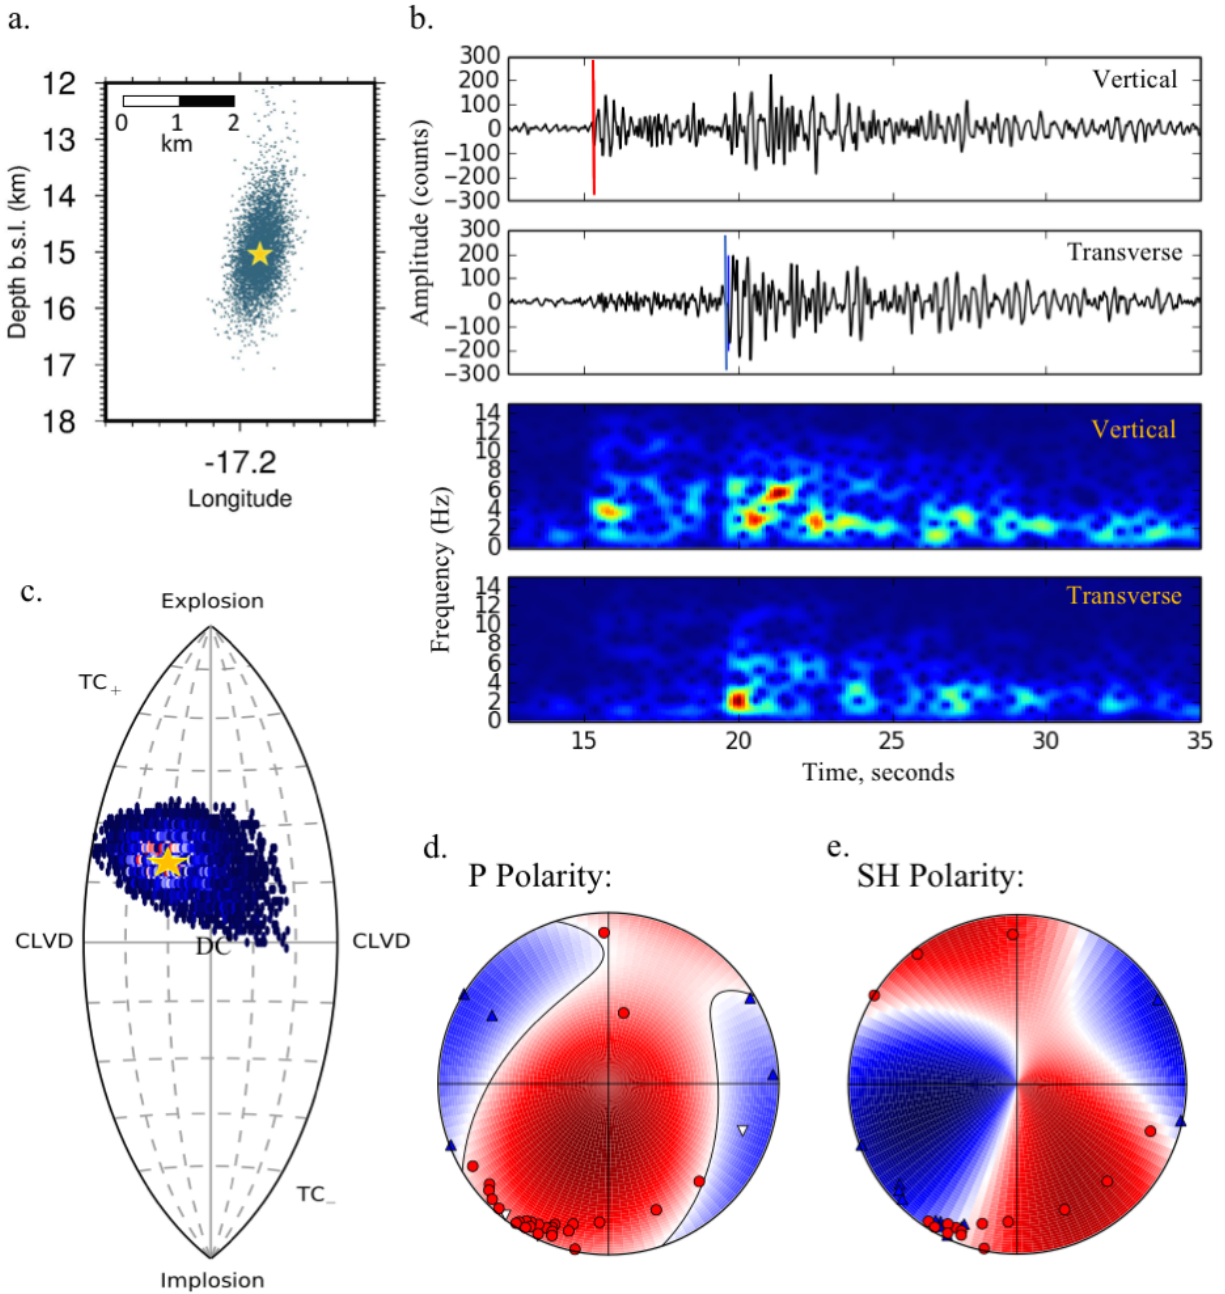 a.
12
13
14
15
16
17
18
0 1 2
km
Depth b.s.l. (km)
-17.2
Longitude
b.
300
200
100
0
−100
−200
−300
Vertical
300
200
100
0
−100
−200
−300
Transverse
Amplitude (counts)
14
12
10
8
6
4
2
0
Vertical
14
12
10
8
6
4
2
0
Transverse
Frequency (Hz)
15 20 25 30 35
Time, seconds
c.
Explosion
TC+
CLVD
DC
CLVD
TC−
Implosion
d.
P Polarity:
e.
SH Polarity: